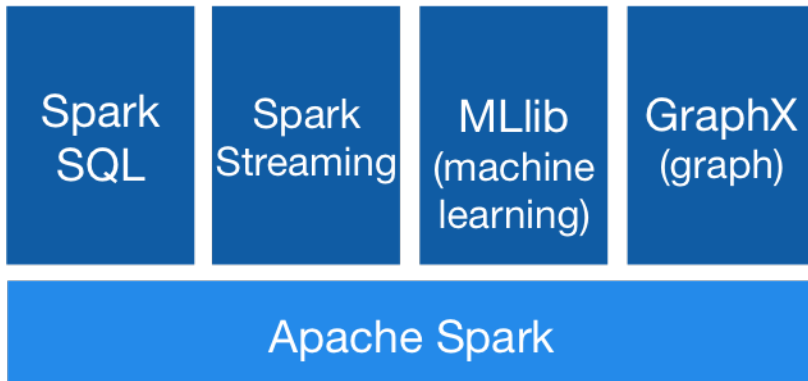 Spark
SQL
Spark
Streaming
MLlib
(machine
learning)
GraphX
(graph)
Apache Spark